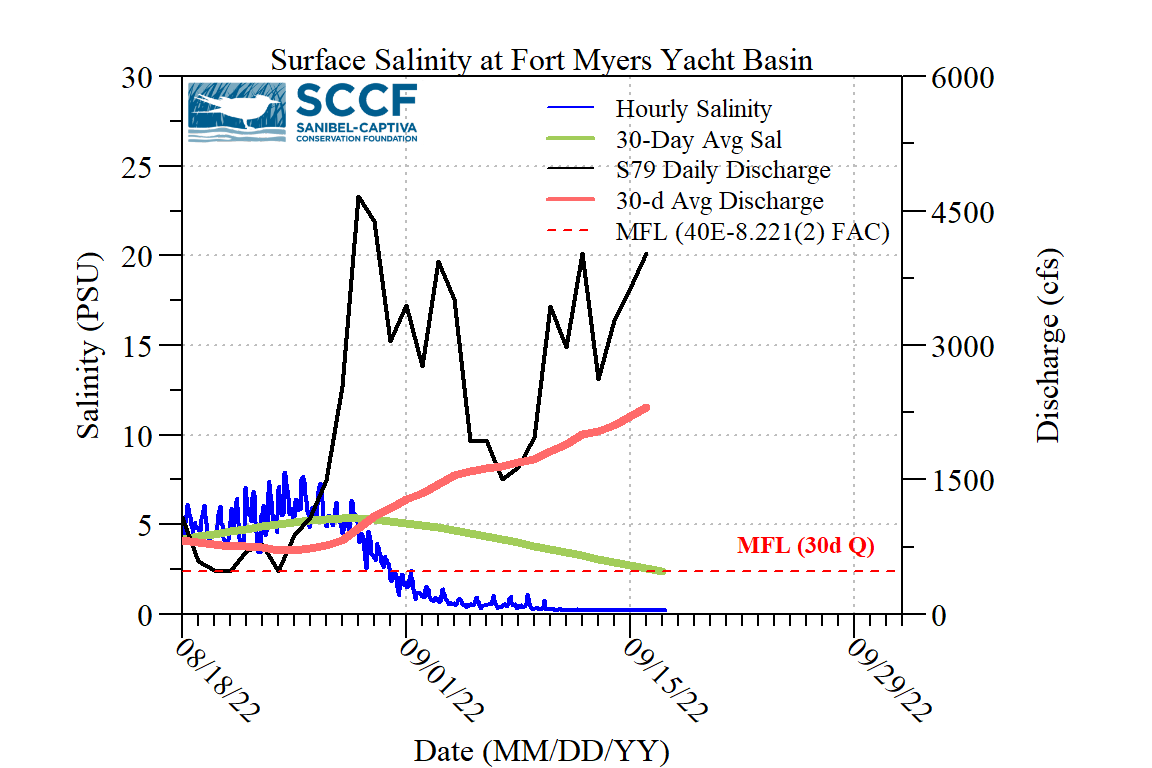 Surface Salinity at Fort Myers Yacht Basin
SCCF
SANIBEL-CAPTIVA
CONSERVATION FOUNDATION
Hourly Salinity
30-Day Avg Sal
S79 Daily Discharge
30-d Avg Discharge
MFL (40E-8.221(2) FAC)
30
25
20
15
10
5
0
Salinity (PSU)
6000
4500
3000
1500
0
Discharge (cfs)
MFL (30d Q)
08/18/22
09/01/22
09/15/22
09/29/22
Date (MM/DD/YY)